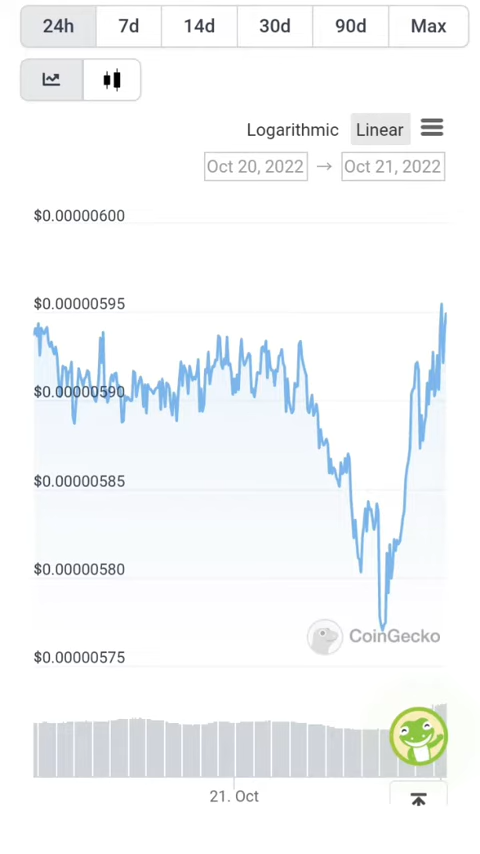 24h 7d 14d 30d 90d Max
Logarithmic Linear
Oct 20, 2022 → Oct 21, 2022
$0.00000600
$0.00000595
$0.00000590
$0.00000585
$0.00000580
CoinGecko
$0.00000575
21. Oct